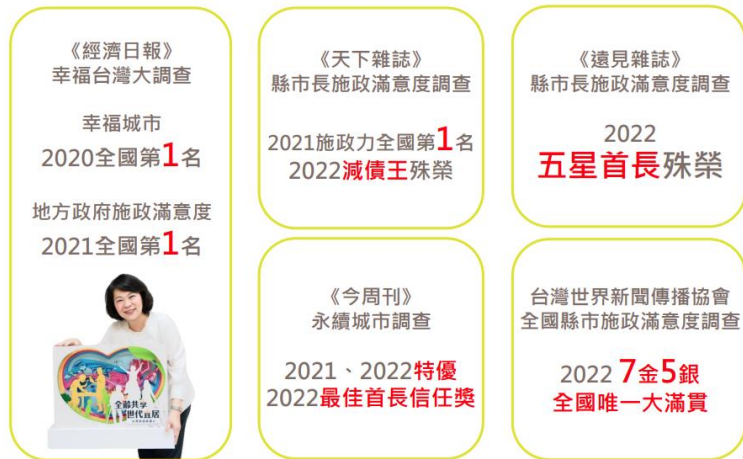 《經濟日報》
幸福台灣大調查
幸福城市
2020全國第1名
地方政府施政滿意度
2021全國第1名
全齡共享
世代宜居
《天下雜誌》
縣市長施政滿意度調查
2021施政力全國第1名
2022減債王殊榮
《遠見雜誌》
縣市長施政滿意度調查
2022
五星首長殊榮
《今周刊》
永續城市調查
2021、2022特優
2022最佳首長信任獎
台灣世界新聞傳播協會
全國縣市施政滿意度調查
2022 7金5銀
全國唯一大滿貫